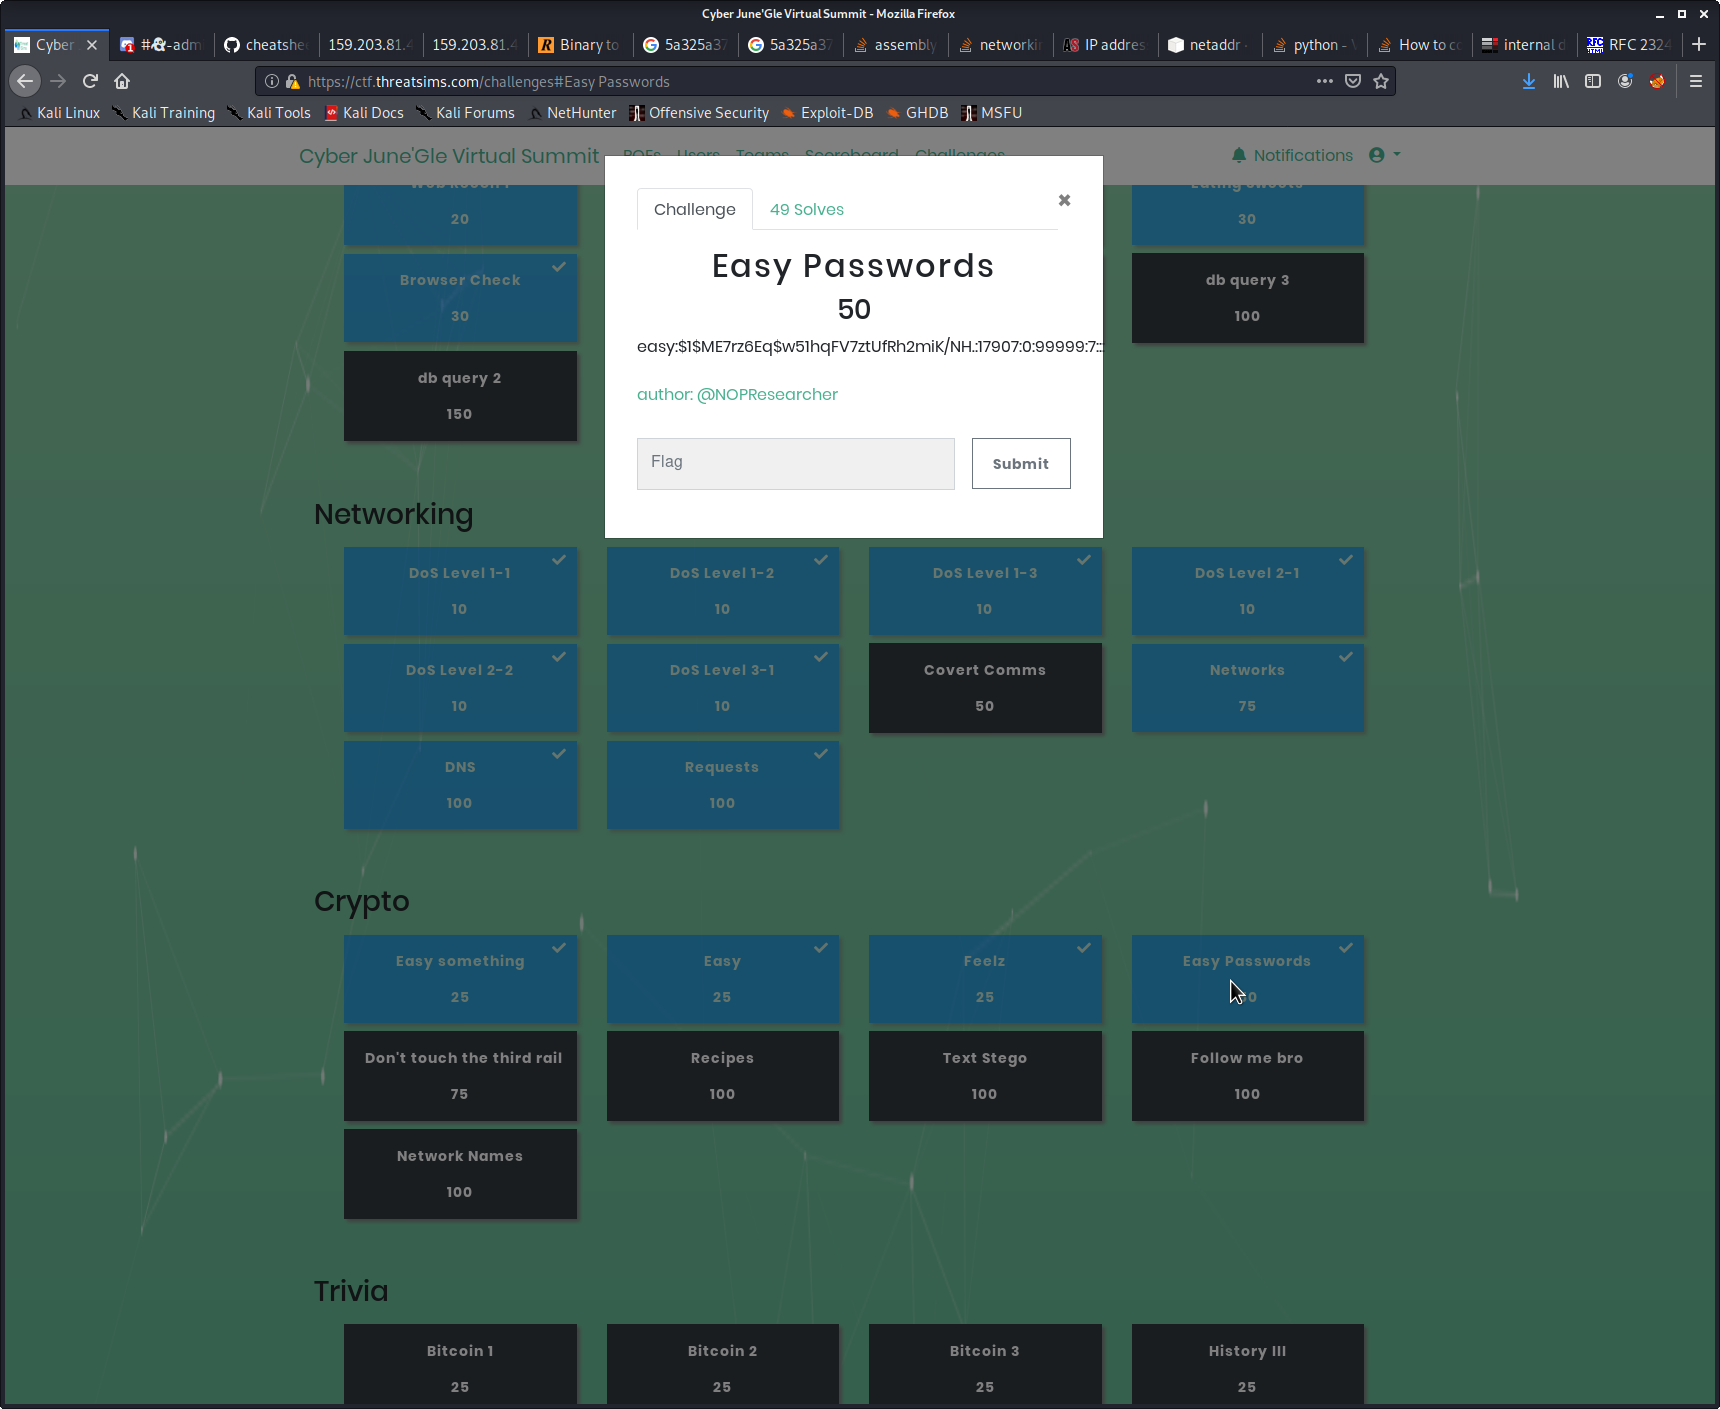 Cyber June'Gle Virtual Summit - Mozilla Firefox
Cyber
#
-adm
cheatshe
159.203.81.4
159.203.81.4
Binary to
5a325a37
5a325a37
assembly
networki
IP addres
netaddr
python -
How to c
internal d
RFC 2324
https://ctf.threatsims.com/challenges#Easy Passwords
Kali Linux
Kali Training
Kali Tools
Kali Docs
Kali Forums
NetHunter
Offensive Security
Exploit-DB
GHDB
MSFU
Cyber June'Gle Virtual Summit
Users
Teams
Scoreboard
Challenges
Notifications
Challenge
49 Solves
Easy Passwords
50
easy:$1$ME7rz6Eq$w51hqFV7ztUfRh2miK/NH.:17907:0:99999:7:::
author: @NOPResearcher
Flag
Submit
20
Eating sweets
30
Browser Check
30
db query 3
100
db query 2
150
Networking
DoS Level 1-1
10
DoS Level 1-2
10
DoS Level 1-3
10
DoS Level 2-1
10
DoS Level 2-2
10
DoS Level 3-1
10
Covert Comms
50
Networks
75
DNS
100
Requests
100
Crypto
Easy something
25
Easy
25
Feelz
25
Easy Passwords
Don't touch the third rail
75
Recipes
100
Text Stego
100
Follow me bro
100
Network Names
100
Trivia
Bitcoin 1
25
Bitcoin 2
25
Bitcoin 3
25
History III
25